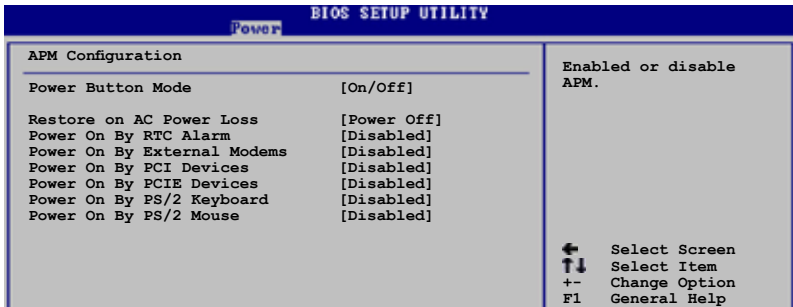 BIOS SETUP UTILITY
Power
APM Configuration
Power Button Mode [On/Off]
Restore on AC Power Loss [Power Off]
Power On By RTC Alarm [Disabled]
Power On By External Modems [Disabled]
Power On By PCI Devices [Disabled]
Power On By PCIE Devices [Disabled]
Power On By PS/2 Keyboard [Disabled]
Power On By PS/2 Mouse [Disabled]
Enabled or disable
APM.
← Select Screen
↑↓ Select Item
+- Change Option
F1 General Help